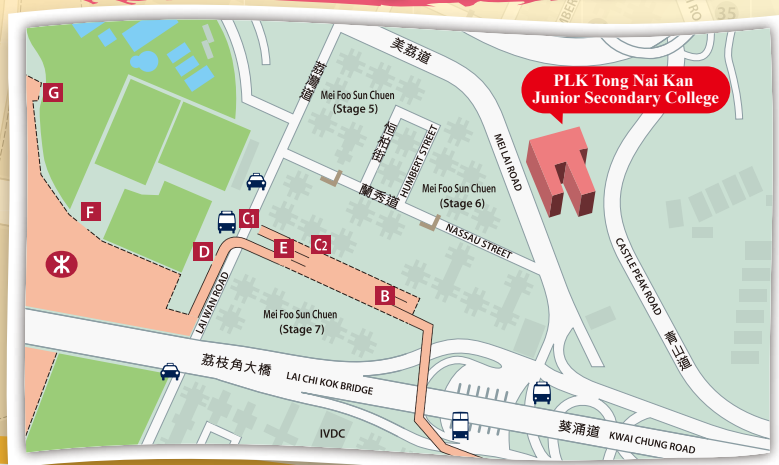 35
美荔道
荔灣道
Mei Foo Sun Chuen
(Stage 5)
PLK Tong Nai Kan
Junior Secondary College
G
HUMBERT STREET
MEI LAI ROAD
蘭秀道
Mei Foo Sun Chuen
(Stage 6)
NASSAU STREET
F
C1
C2
D
E
B
LAI WAN ROAD
CASTLE PEAK ROAD
青山道
Mei Foo Sun Chuen
(Stage 7)
荔枝角大橋
LAI CHI KOK BRIDGE
IVDC
葵涌道
KWAI CHUNG ROAD